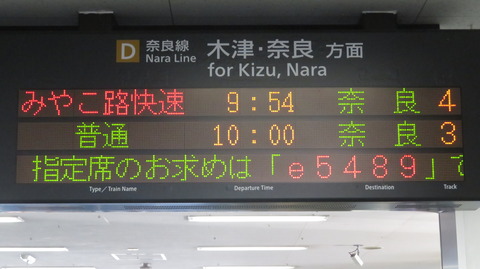 D 奈良線 木津・奈良 方面
Nara Line for Kizu, Nara
みやこ路快速 9:54 奈良 4
普通 10:00 奈良 3
指定席のお求めは「e5489」で
Type／Train Name Departure Time Destination Track